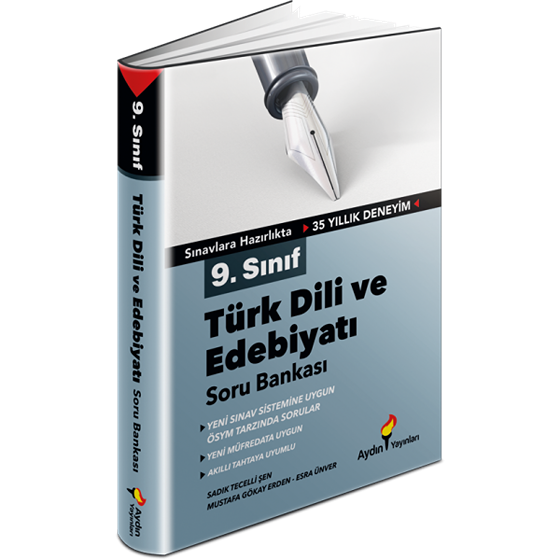 9. Sınıf
Türk Dili ve Edebiyatı Soru Bankası
Aydın
Yayınları
Sınavlara Hazırlıkta
35 YILLIK DENEYİM
9. Sınıf
Türk Dili ve
Edebiyatı
Soru Bankası
YENİ SINAV SİSTEMİNE UYGUN
ÖSYM TARZINDA SORULAR
YENİ MÜFREDATA UYGUN
AKILLI TAHTAYA UYUMLU
SADIK TECELLİ ŞEN
MUSTAFA GÖKAY ERDEN - ESRA ÜNVER
Aydın Yayınları